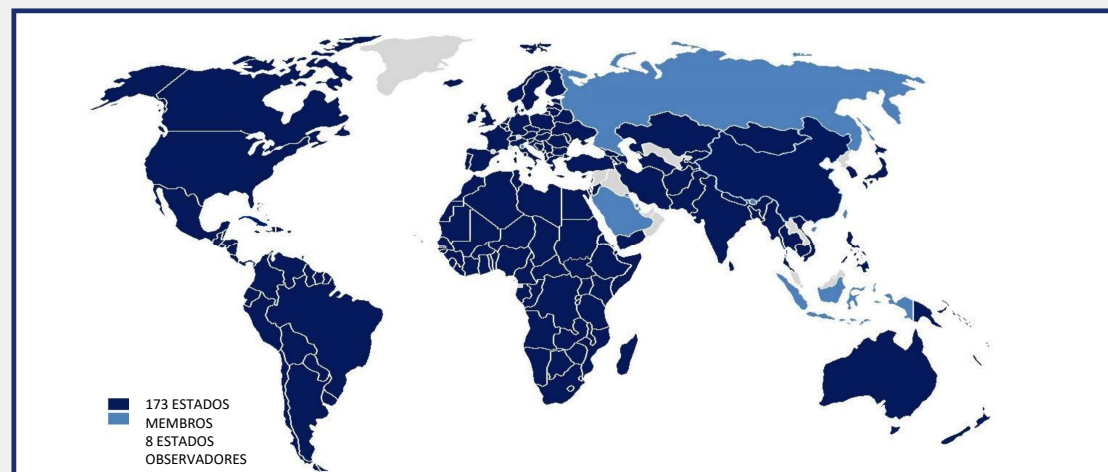 173 ESTADOS
MEMBROS
8 ESTADOS
OBSERVADORES